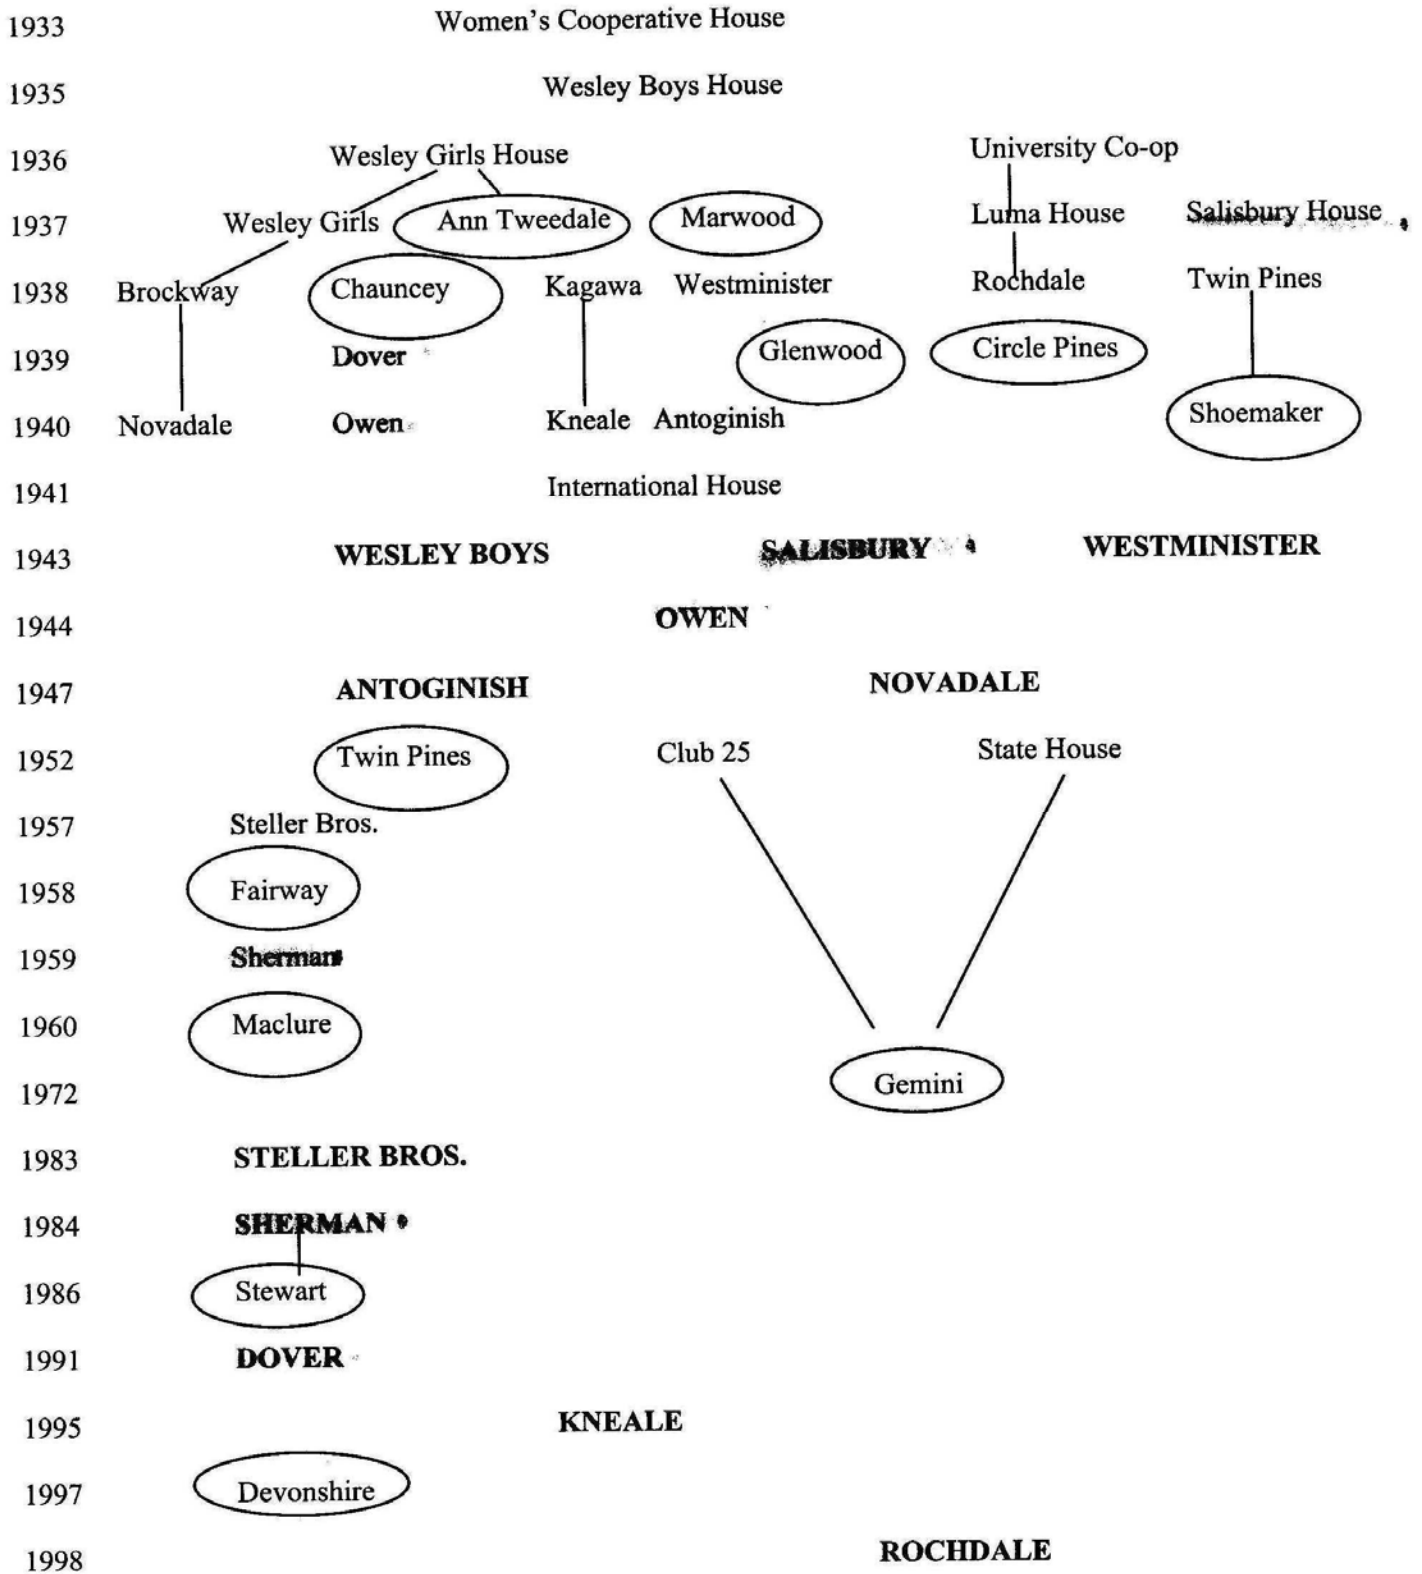 1933 Women's Cooperative House
1935 Wesley Boys House
1936 Wesley Girls House University Co-op
1937 Wesley Girls Ann Tweedale Marwood Luma House Salisbury House
1938 Brockway Chauncey Kagawa Westminister Rochdale Twin Pines
1939 Dover Glenwood Circle Pines
1940 Novadale Owen Kneale Antoginish Shoemaker
1941 International House
1943 WESLEY BOYS SALISBURY WESTMINISTER
1944 OWEN
1947 ANTOGINISH NOVADALE
1952 Twin Pines Club 25 State House
1957 Steller Bros.
1958 Fairway
1959 Sherman
1960 Maclure
1972 Gemini
1983 STELLER BROS.
1984 SHERMAN
1986 Stewart
1991 DOVER
1995 KNEALE
1997 Devonshire
1998 ROCHDALE